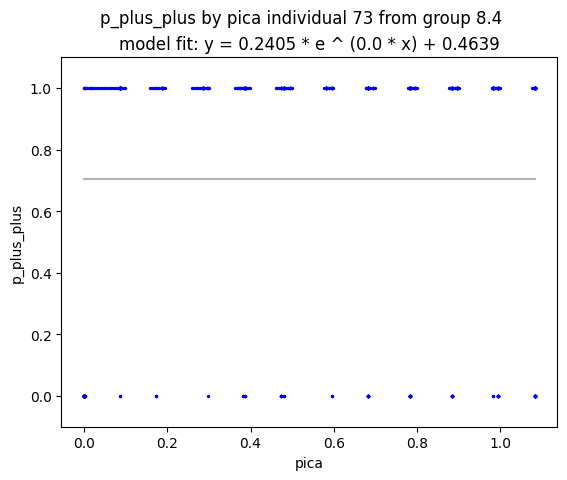 p_plus_plus by pica individual 73 from group 8.4
model fit: y = 0.2405 * e ^ (0.0 * x) + 0.4639
1.0
0.8
0.6
0.4
0.2
0.0
p_plus_plus
0.0 0.2 0.4 0.6 0.8 1.0
pica